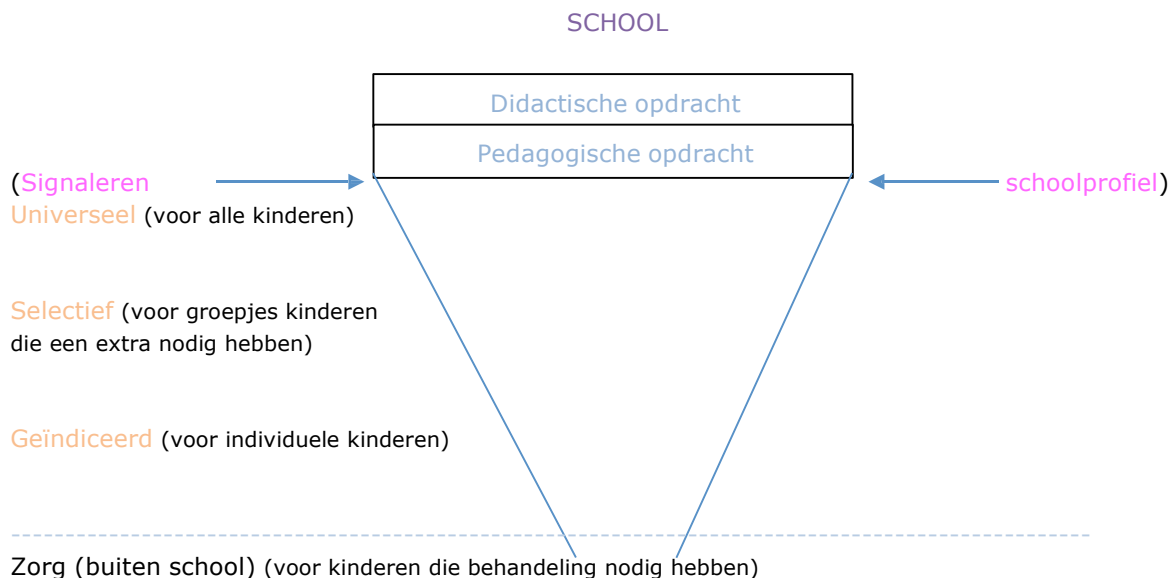 SCHOOL
Didactische opdracht
Pedagogische opdracht
(Signaleren
schoolprofiel)
Universeel (voor alle kinderen)
Selectief (voor groepjes kinderen
die een extra nodig hebben)
Geïndiceerd (voor individuele kinderen)
Zorg (buiten school) (voor kinderen die behandeling nodig hebben)